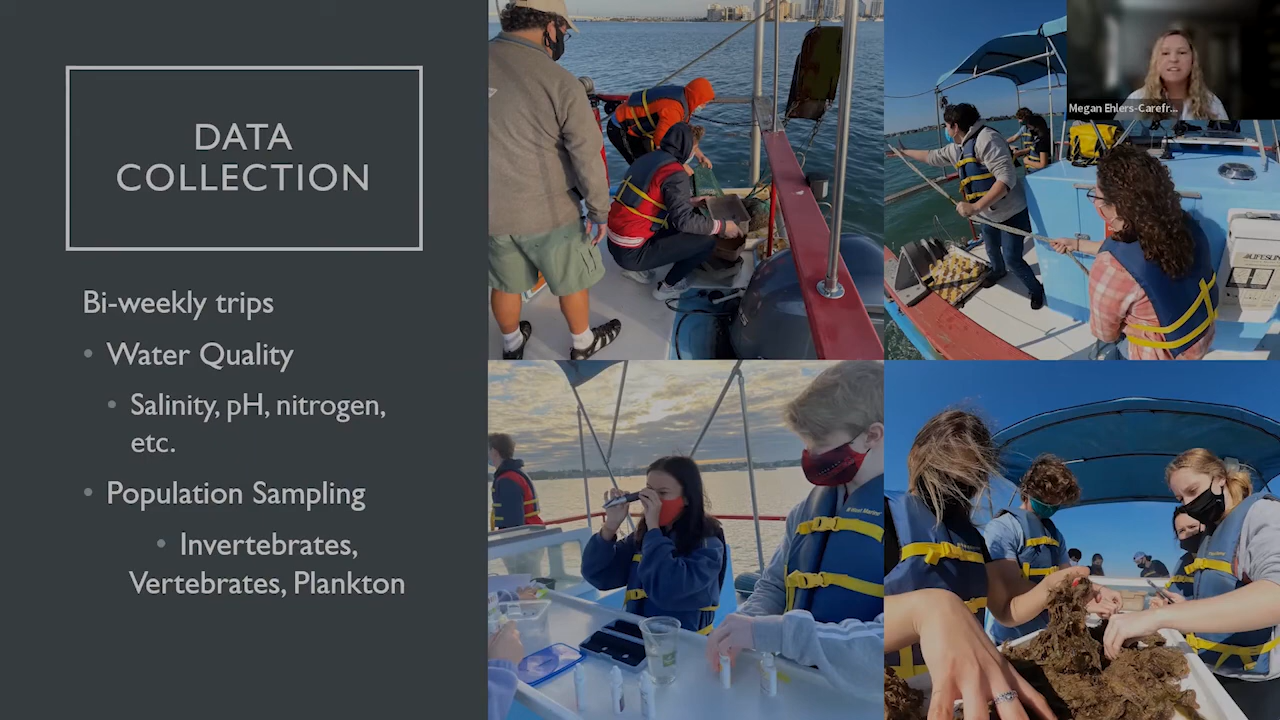 DATA
COLLECTION
Megan Ehlers-Carefr...
Bi-weekly trips
• Water Quality
• Salinity, pH, nitrogen,
etc.
• Population Sampling
• Invertebrates,
Vertebrates, Plankton